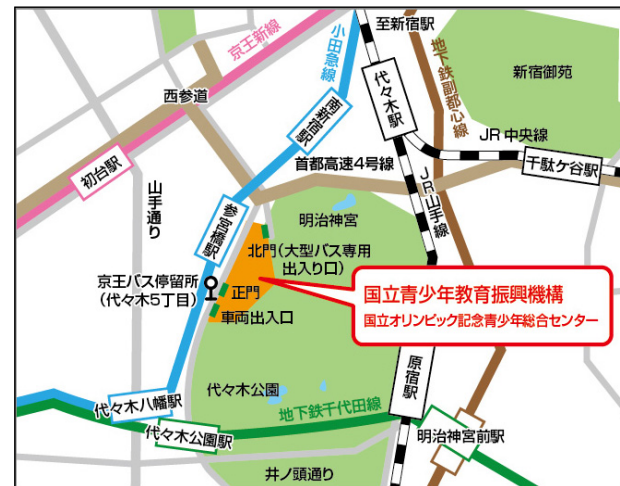 至新宿駅
京王新線
小田急線
地下鉄副都心線
新宿御苑
代々木駅
西参道
南新宿駅
JR中央線
千駄ケ谷駅
首都高速4号線
初台駅
山手通り
JR山手線
参宮橋駅
明治神宮
北門(大型バス専用
出入り口)
京王バス停留所
(代々木5丁目)
正門
車両出入口
国立青少年教育振興機構
国立オリンピック記念青少年総合センター
原宿駅
代々木公園
代々木八幡駅
地下鉄千代田線
代々木公園駅
明治神宮前駅
井ノ頭通り